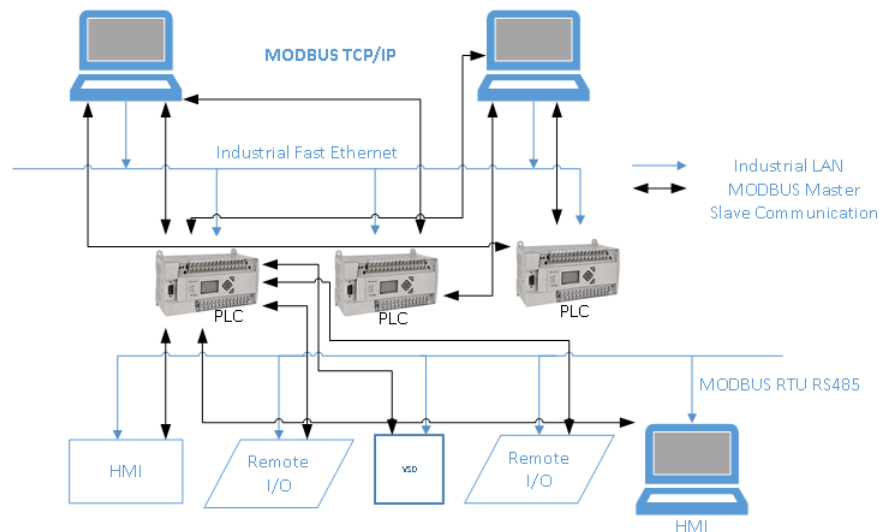 MODBUS TCP/IP
Industrial Fast Ethernet
Industrial LAN
MODBUS Master
Slave Communication
PLC
PLC
PLC
MODBUS RTU RS485
HMI
Remote
I/O
VSD
Remote
I/O
HMI